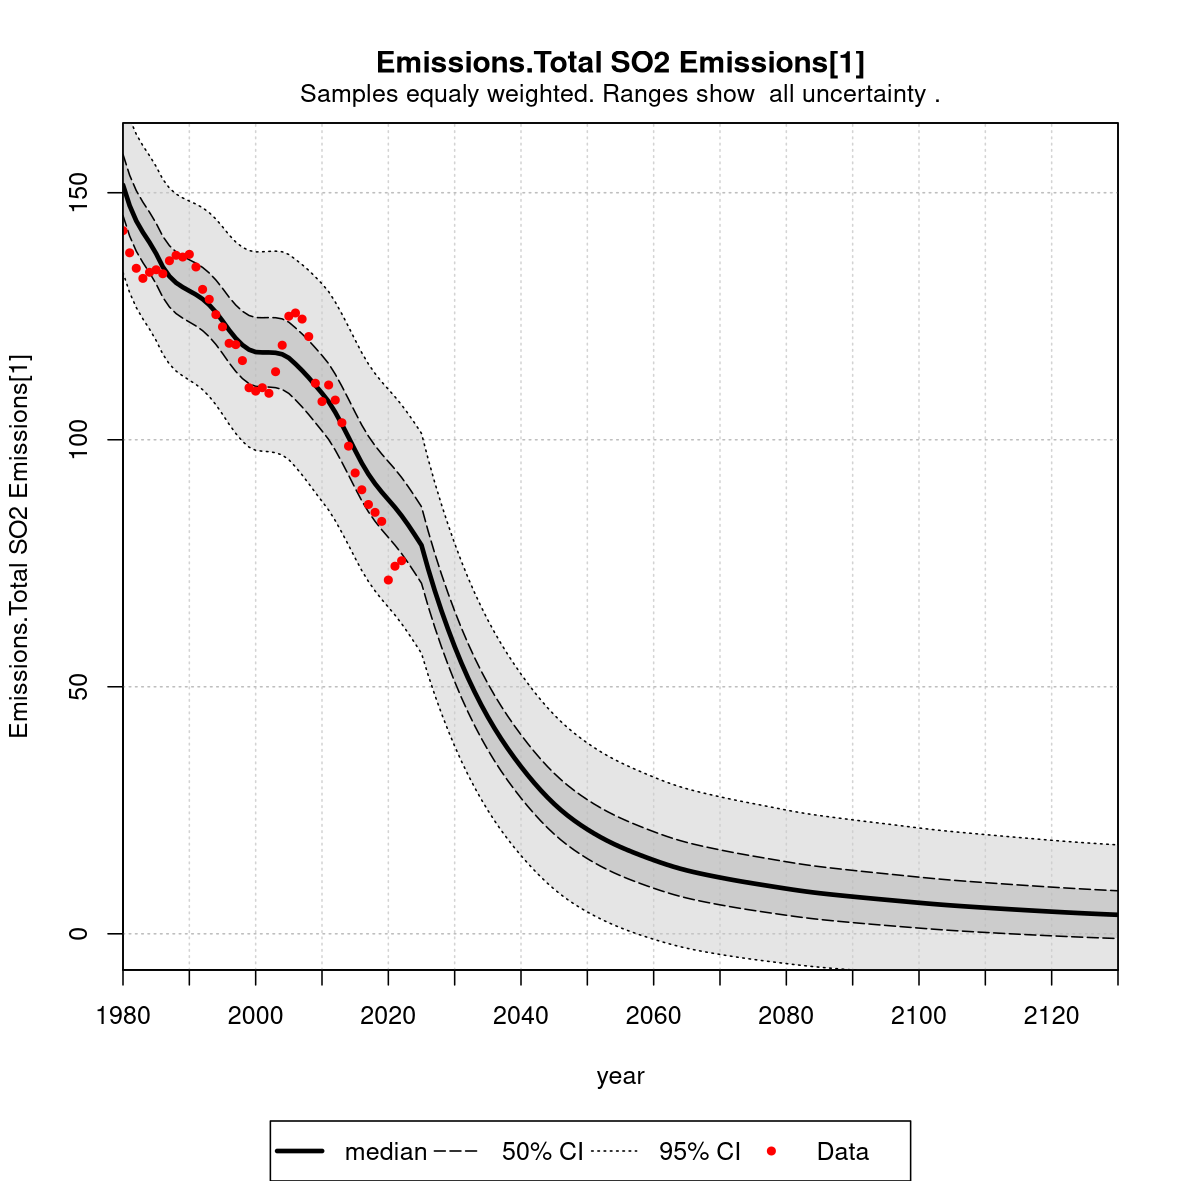 Emissions.Total SO2 Emissions[1]
Samples equaly weighted. Ranges show  all uncertainty .
Emissions.Total SO2 Emissions[1]
150
100
50
0
1980 2000 2020 2040 2060 2080 2100 2120
year
median 50% CI 95% CI Data